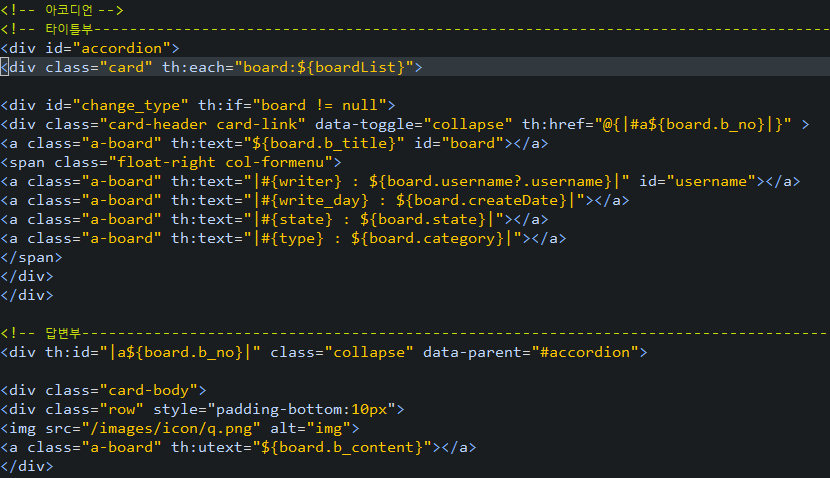 <!-- 아코디언 -->
<!-- 타이틀부-----------------------------------------------------------------------------------
<div id="accordion">
<div class="card" th:each="board:${boardList}">
<div id="change_type" th:if="board != null">
<div class="card-header card-link" data-toggle="collapse" th:href="@{|#a${board.b_no}|}" >
<a class="a-board" th:text="${board.b_title}" id="board"></a>
<span class="float-right col-formenu">
<a class="a-board" th:text="|#{writer} : ${board.username?.username}|" id="username"></a>
<a class="a-board" th:text="|#{write_day} : ${board.createDate}|"></a>
<a class="a-board" th:text="|#{state} : ${board.state}|"></a>
<a class="a-board" th:text="|#{type} : ${board.category}|"></a>
</span>
</div>
</div>
<!-- 답변부------------------------------------------------------------------------------------
<div th:id="|a${board.b_no}|" class="collapse" data-parent="#accordion">
<div class="card-body">
<div class="row" style="padding-bottom:10px">
<img src="/images/icon/q.png" alt="img">
<a class="a-board" th:utext="${board.b_content}"></a>
</div>